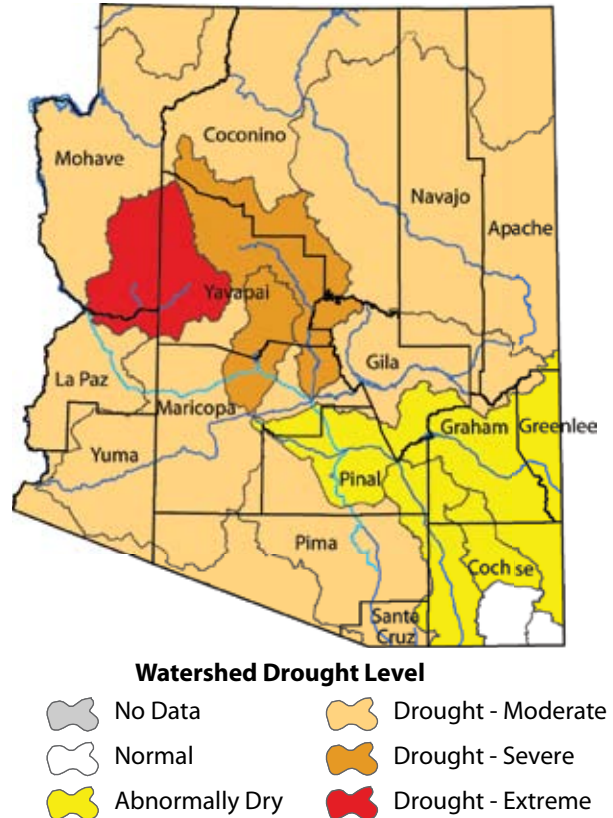 Coconino
Mohave
Navajo
Apache
Yavapai
Gila
La Paz
Maricopa
Graham
Greenlee
Yuma
Pinal
Pima
Coch se
Santa
Cruz
Watershed Drought Level
No Data
Drought - Moderate
Normal
Drought - Severe
Abnormally Dry
Drought - Extreme